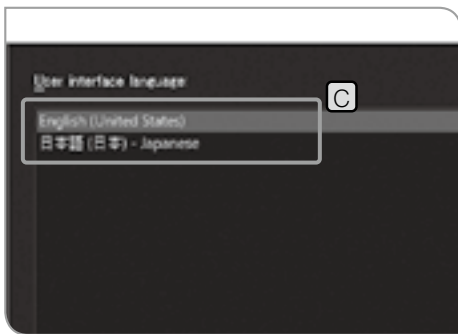 User interface language
C
English (United States)
日本語 (日本) - Japanese